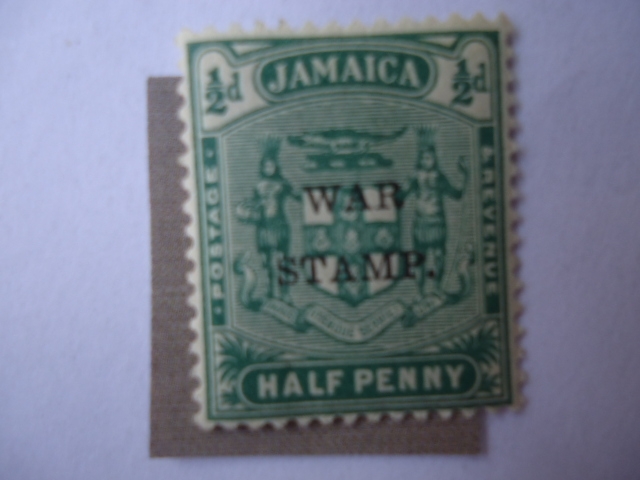 ½d JAMAICA ½d
POSTAGE
& REVENUE
WAR
STAMP.
HALF PENNY